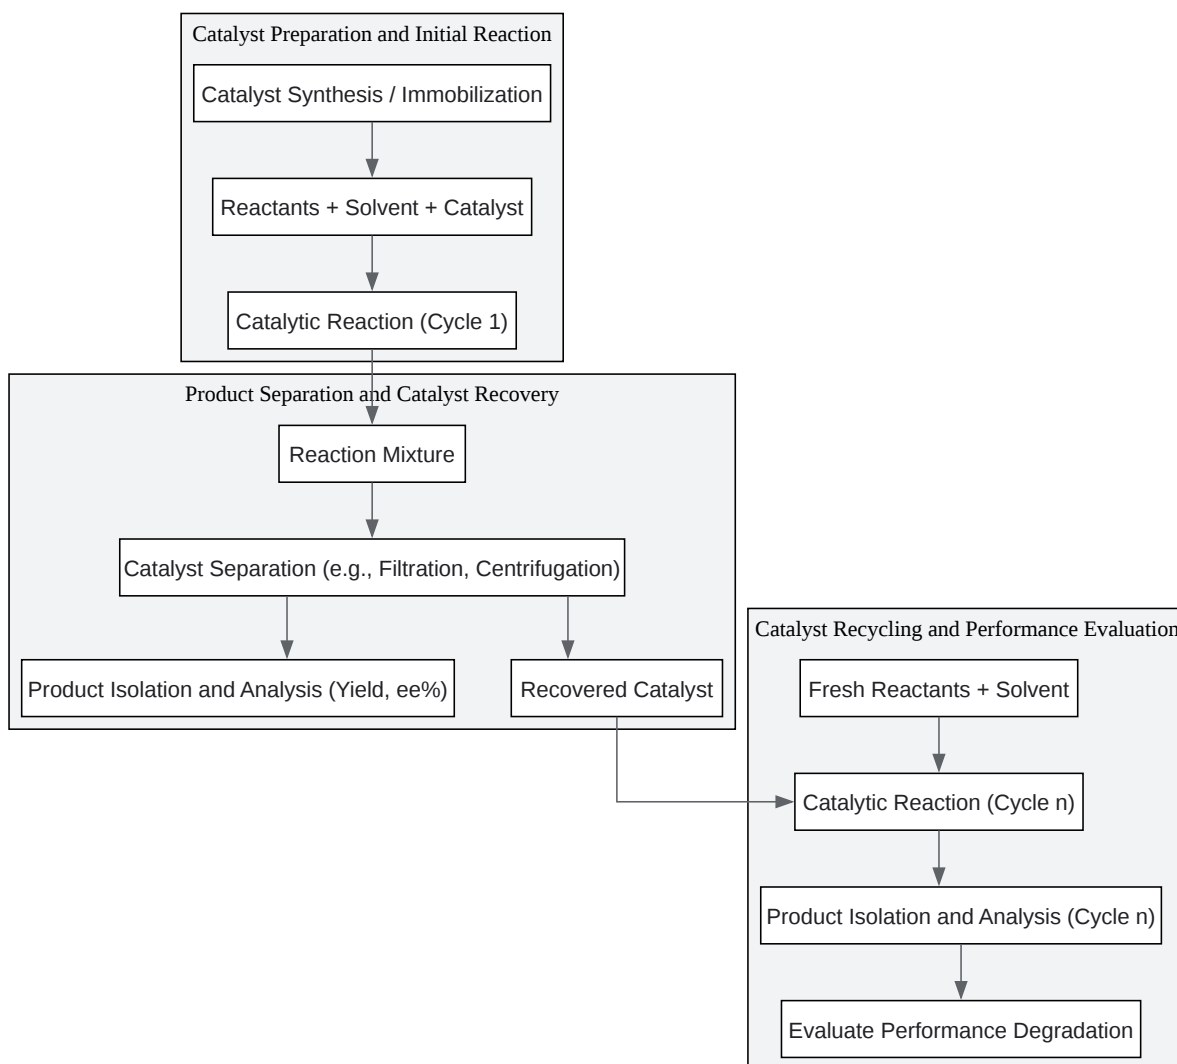 Catalyst Preparation and Initial Reaction
Catalyst Synthesis / Immobilization
Reactants + Solvent + Catalyst
Catalytic Reaction (Cycle 1)
Product Separation and Catalyst Recovery
Reaction Mixture
Catalyst Separation (e.g., Filtration, Centrifugation)
Product Isolation and Analysis (Yield, ee%)
Recovered Catalyst
Catalyst Recycling and Performance Evaluation
Fresh Reactants + Solvent
Catalytic Reaction (Cycle n)
Product Isolation and Analysis (Cycle n)
Evaluate Performance Degradation